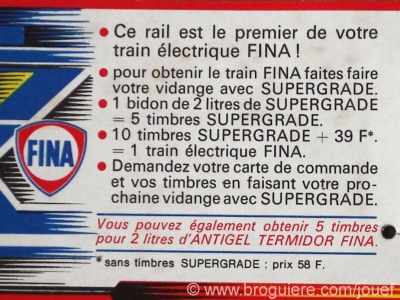 • Ce rail est le premier de votre
train électrique FINA !
• pour obtenir le train FINA faites faire
votre vidange avec SUPERGRADE.
• 1 bidon de 2 litres de SUPERGRADE
= 5 timbres SUPERGRADE.
• 10 timbres SUPERGRADE + 39 F*.
= 1 train électrique FINA.
• Demandez votre carte de commande
et vos timbres en faisant votre pro-
chaine vidange avec SUPERGRADE.
FINA
Vous pouvez également obtenir 5 timbres
pour 2 litres d'ANTIGEL TERMIDOR FINA.
* sans timbres SUPERGRADE : prix 58 F.
© www.broguiere.com/jouef